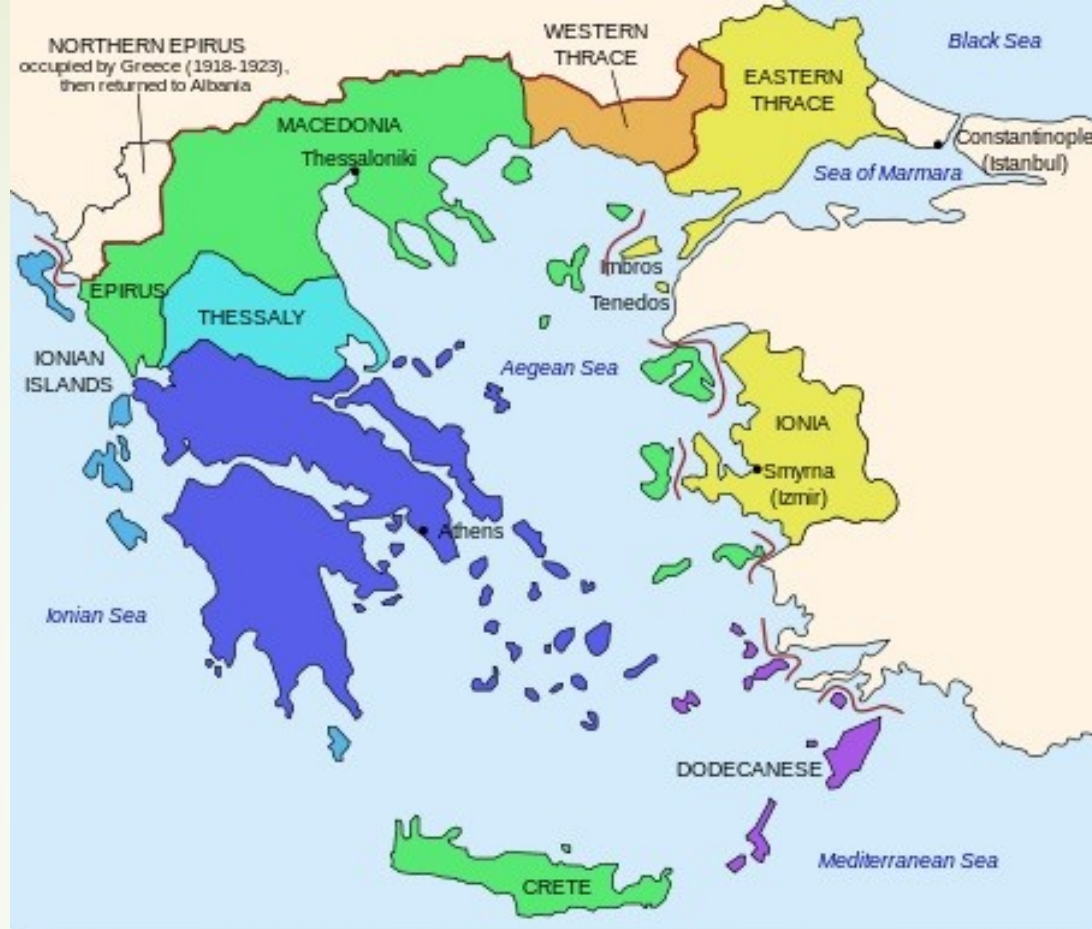 NORTHERN EPIRUS
occupied by Greece (1918-1923),
then returned to Albania
WESTERN
THRACE
Black Sea
EASTERN
THRACE
MACEDONIA
Thessaloniki
Constantinople
(Istanbul)
Sea of Marmara
Imbros
Tenedos
EPIRUS
THESSALY
IONIAN
ISLANDS
Aegean Sea
IONIA
Smyrna
(Izmir)
Athens
Ionian Sea
DODECANESE
Mediterranean Sea
CRETE